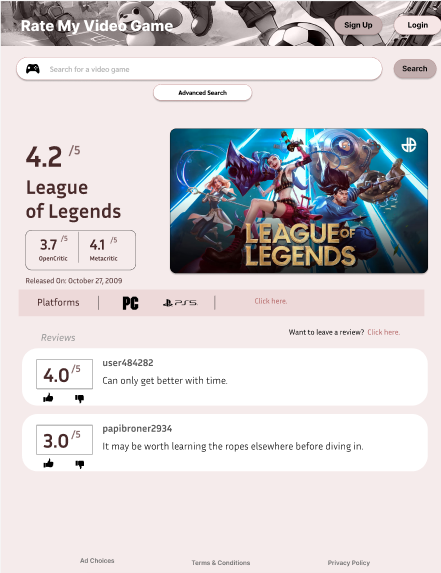 Rate My Video Game
Sign Up
Login
Search for a video game
Search
Advanced Search
4.2 /5
League
of Legends
3.7 /5
4.1 /5
OpenCritic
Metacritic
Released On: October 27, 2009
LEAGUE OF
LEGENDS
Platforms | PC PS5 | Click here.
Want to leave a review? Click here.
Reviews
4.0 /5
user484282
Can only get better with time.
3.0 /5
papibroner2934
It may be worth learning the ropes elsewhere before diving in.
Ad Choices
Terms & Conditions
Privacy Policy